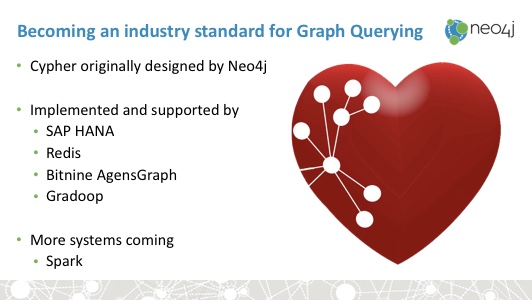 Becoming an industry standard for Graph Querying
neo4j
• Cypher originally designed by Neo4j
• Implemented and supported by
• SAP HANA
• Redis
• Bitnine AgensGraph
• Gradoop
• More systems coming
• Spark